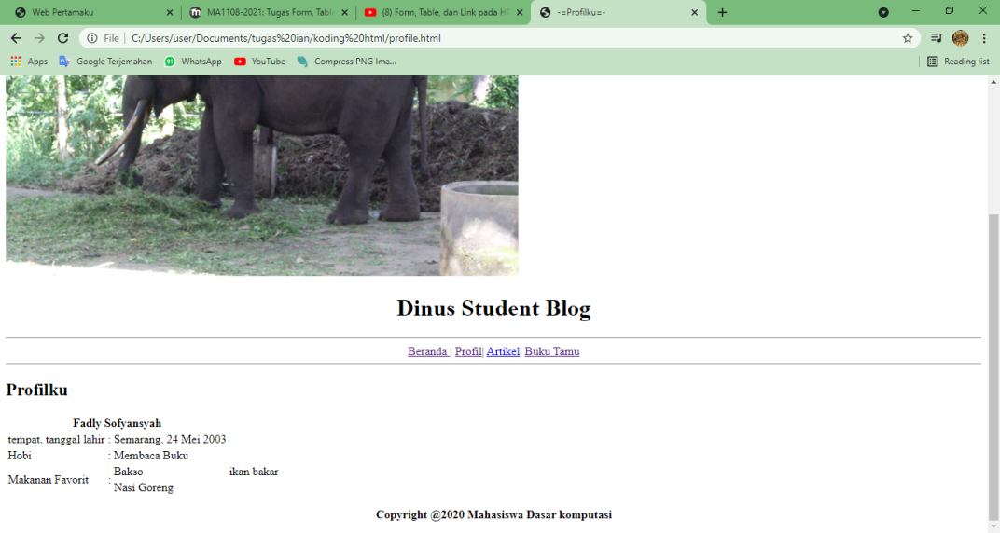 Web Pertamaku
MA1108-2021: Tugas Form, Table
(8) Form, Table, dan Link pada HT
-=Profilku=-
File
C:/Users/user/Documents/tugas%20ian/koding%20html/profile.html
Apps
Google Terjemahan
91 WhatsApp
YouTube
Compress PNG Ima...
Reading list
Dinus Student Blog
Beranda | Profil| Artikel| Buku Tamu
Profilku
Fadly Sofyansyah
tempat, tanggal lahir : Semarang, 24 Mei 2003
Hobi : Membaca Buku
Makanan Favorit : Bakso ikan bakar
Nasi Goreng
Copyright @2020 Mahasiswa Dasar komputasi